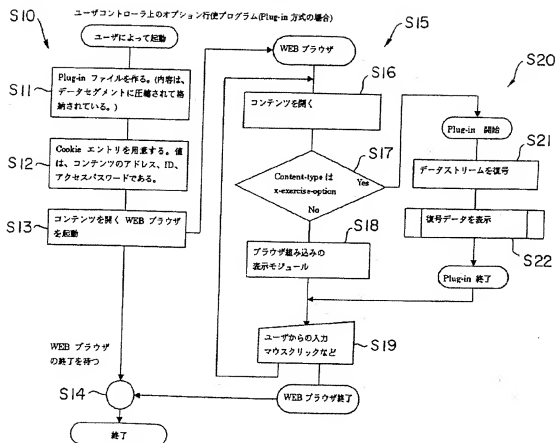 ユーザコントローラ上のオプション行使プログラム(Plug-in 方式の場合)
S10
ユーザによって起動
Plug-in ファイルを作る。(内容は、
データセグメントに圧縮されて格
納されている。)
S11
Cookie エントリを用意する。値
は、コンテンツのアドレス、ID、
アクセスパスワードである。
S12
S13
コンテンツを開く WEB ブラウザ
を起動
WEB ブラウザ
の終了を待つ
S14
終了
S15
WEB ブラウザ
S16
コンテンツを開く
S17
Content-type は
x-exercise-option
Yes
No
S18
ブラウザ組み込みの
表示モジュール
ユーザからの入力
マウスクリックなど
S19
WEB ブラウザ終了
S20
Plug-in 開始
S21
データストリームを復号
復号データを表示
S22
Plug-in 終了